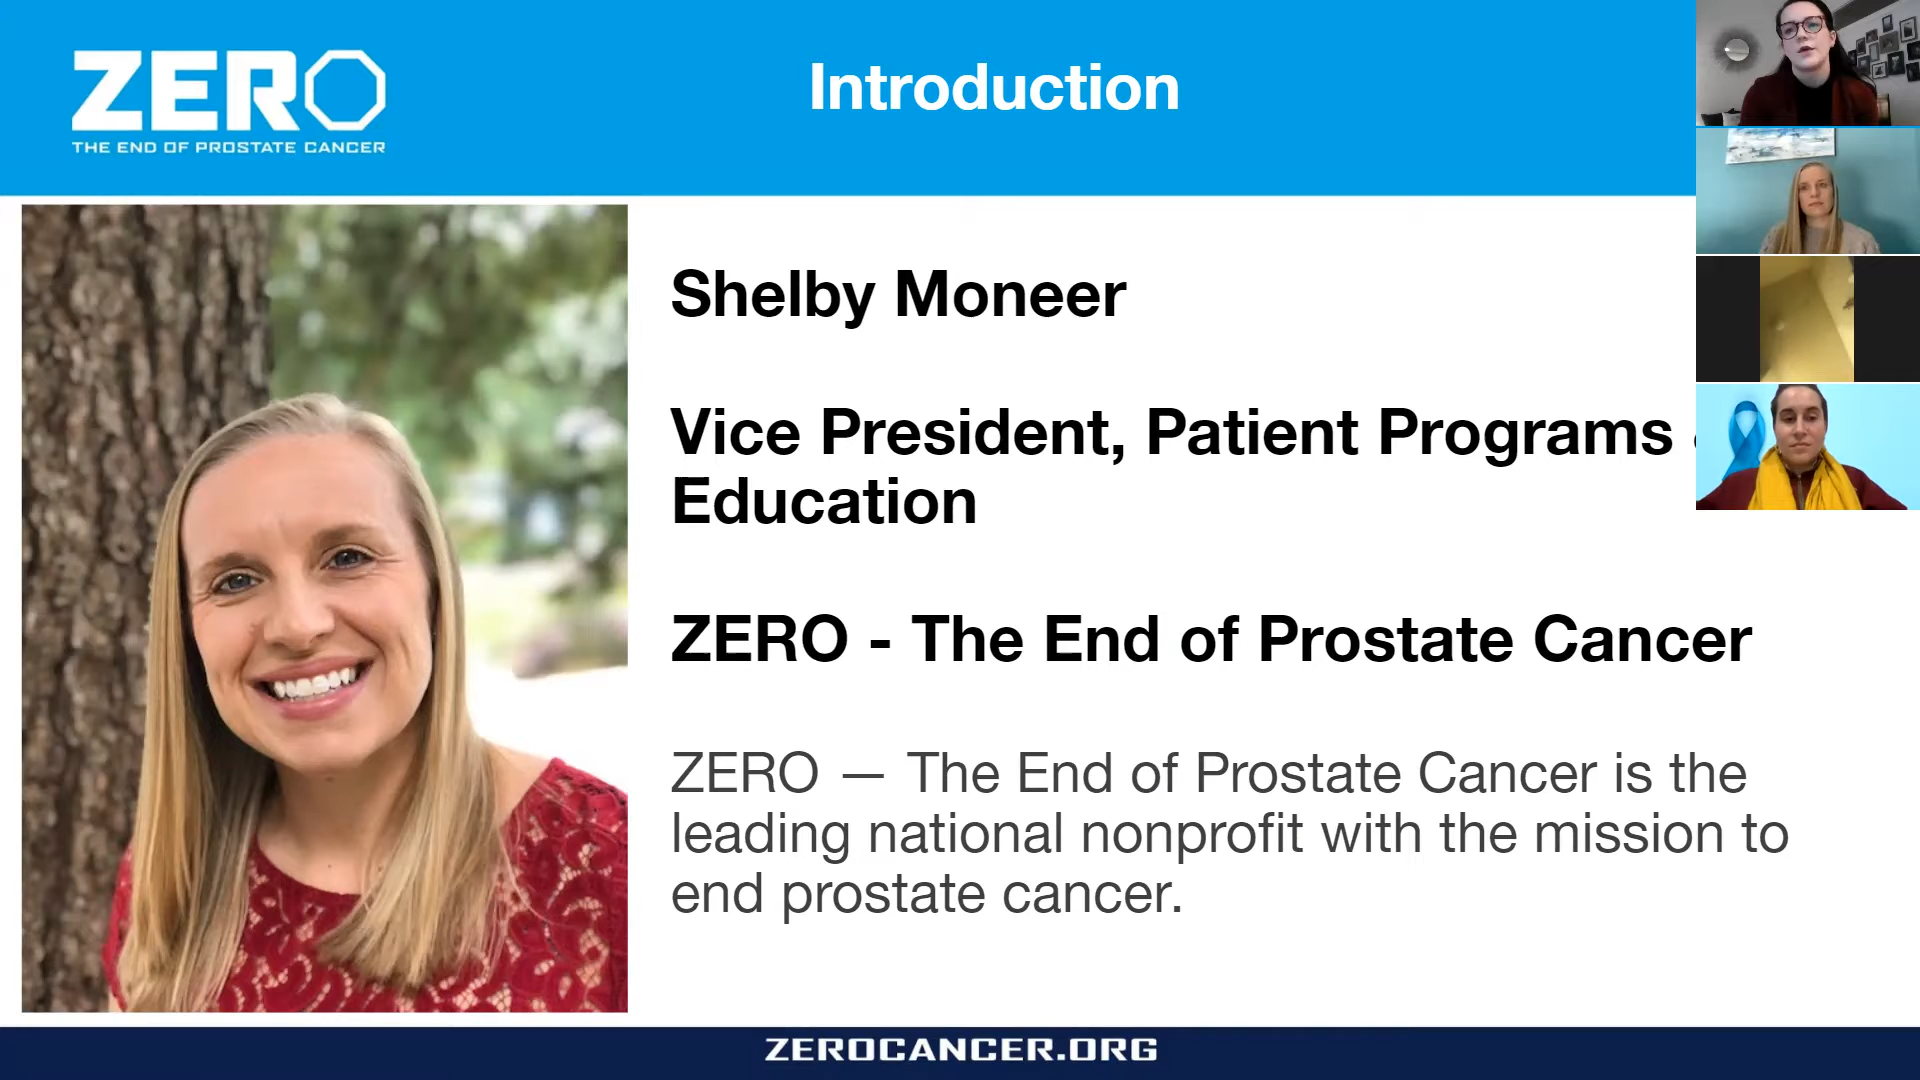 ZERO
THE END OF PROSTATE CANCER
Introduction
Shelby Moneer
Vice President, Patient Programs
Education
ZERO - The End of Prostate Cancer
ZERO — The End of Prostate Cancer is the
leading national nonprofit with the mission to
end prostate cancer.
ZEROCANCER.ORG